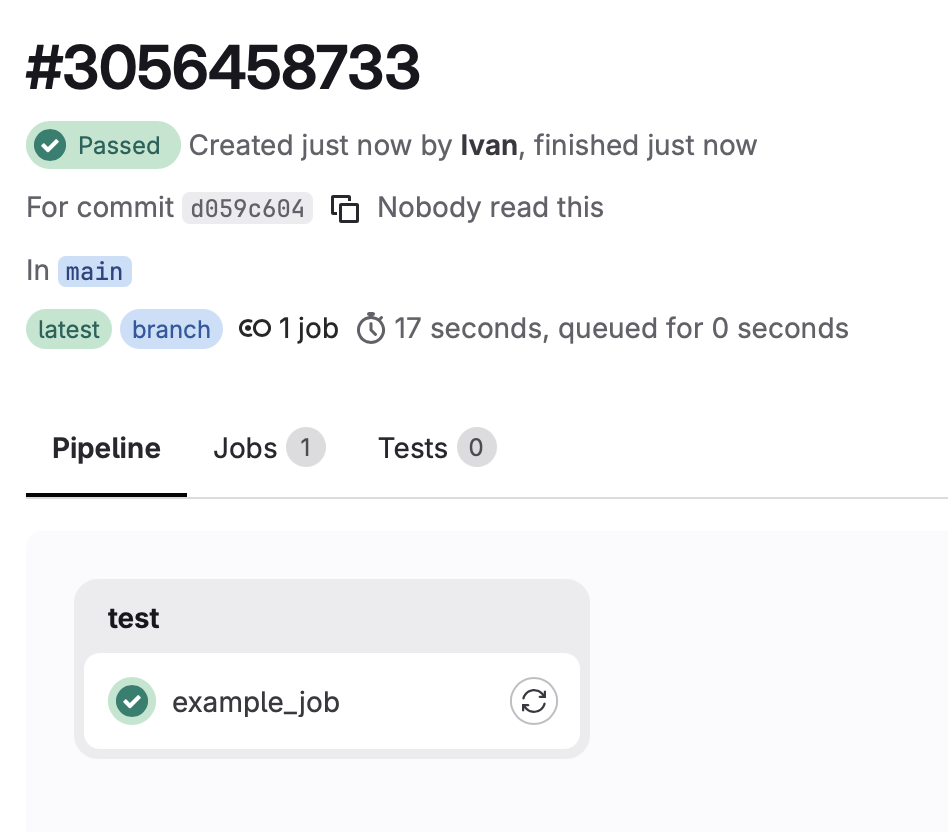 #3056458733
Passed Created just now by Ivan, finished just now
For commit d059c604 Nobody read this
In main
latest branch 1 job 17 seconds, queued for 0 seconds
Pipeline Jobs 1 Tests 0
test
example_job